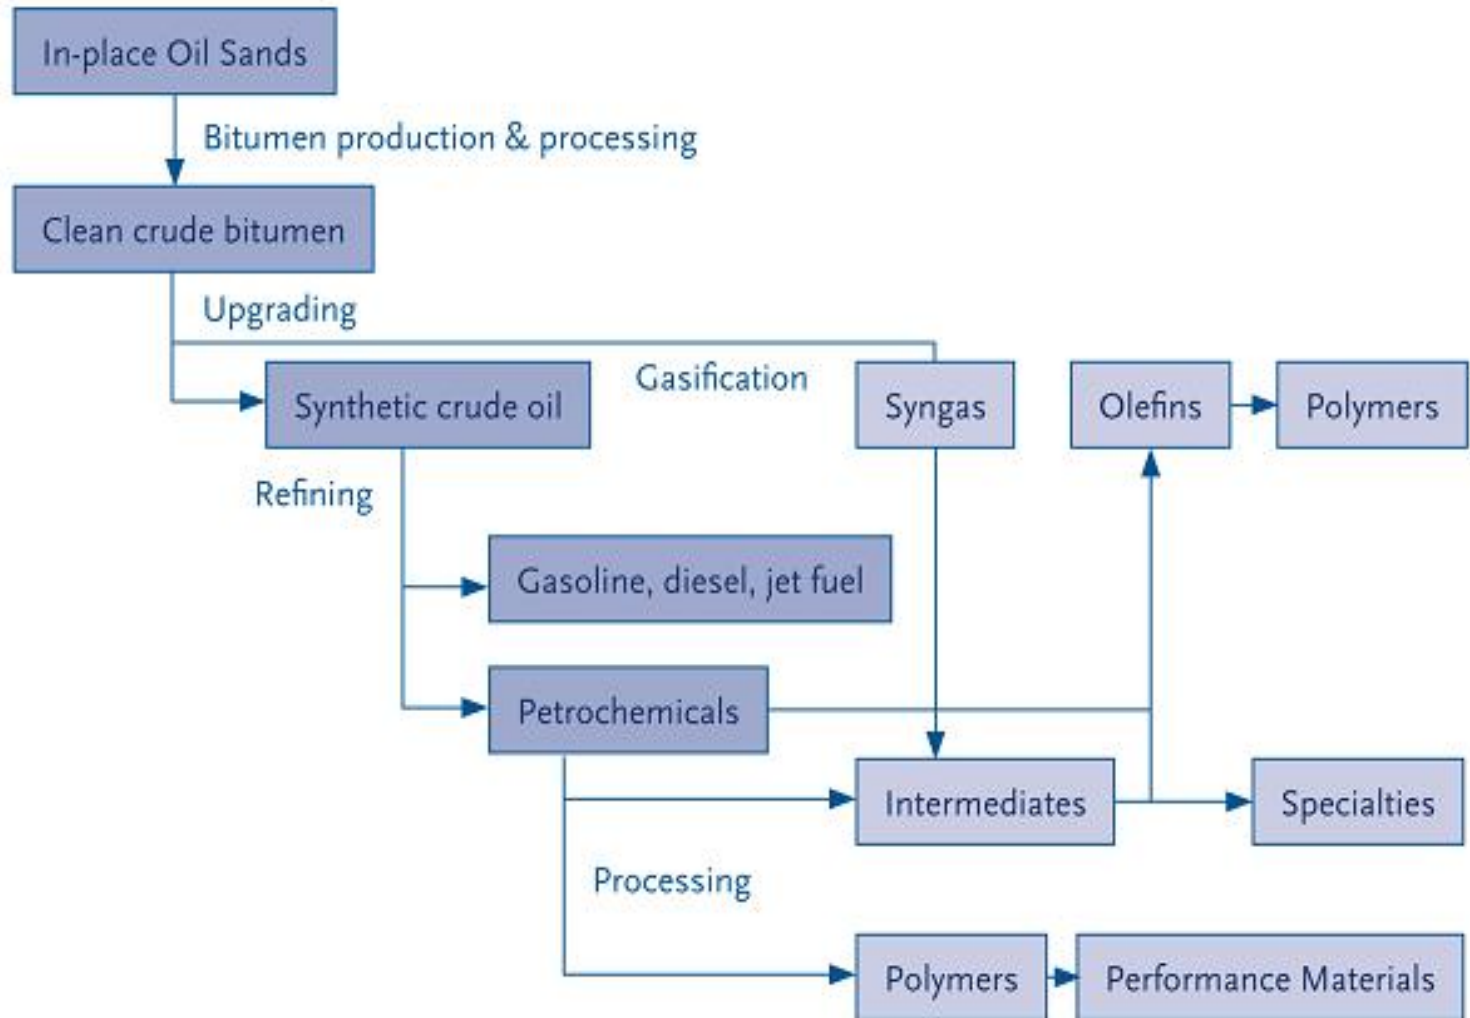 In-place Oil Sands
Bitumen production & processing
Clean crude bitumen
Upgrading
Gasification
Synthetic crude oil
Syngas
Olefins
Polymers
Refining
Gasoline, diesel, jet fuel
Petrochemicals
Intermediates
Specialties
Processing
Polymers
Performance Materials